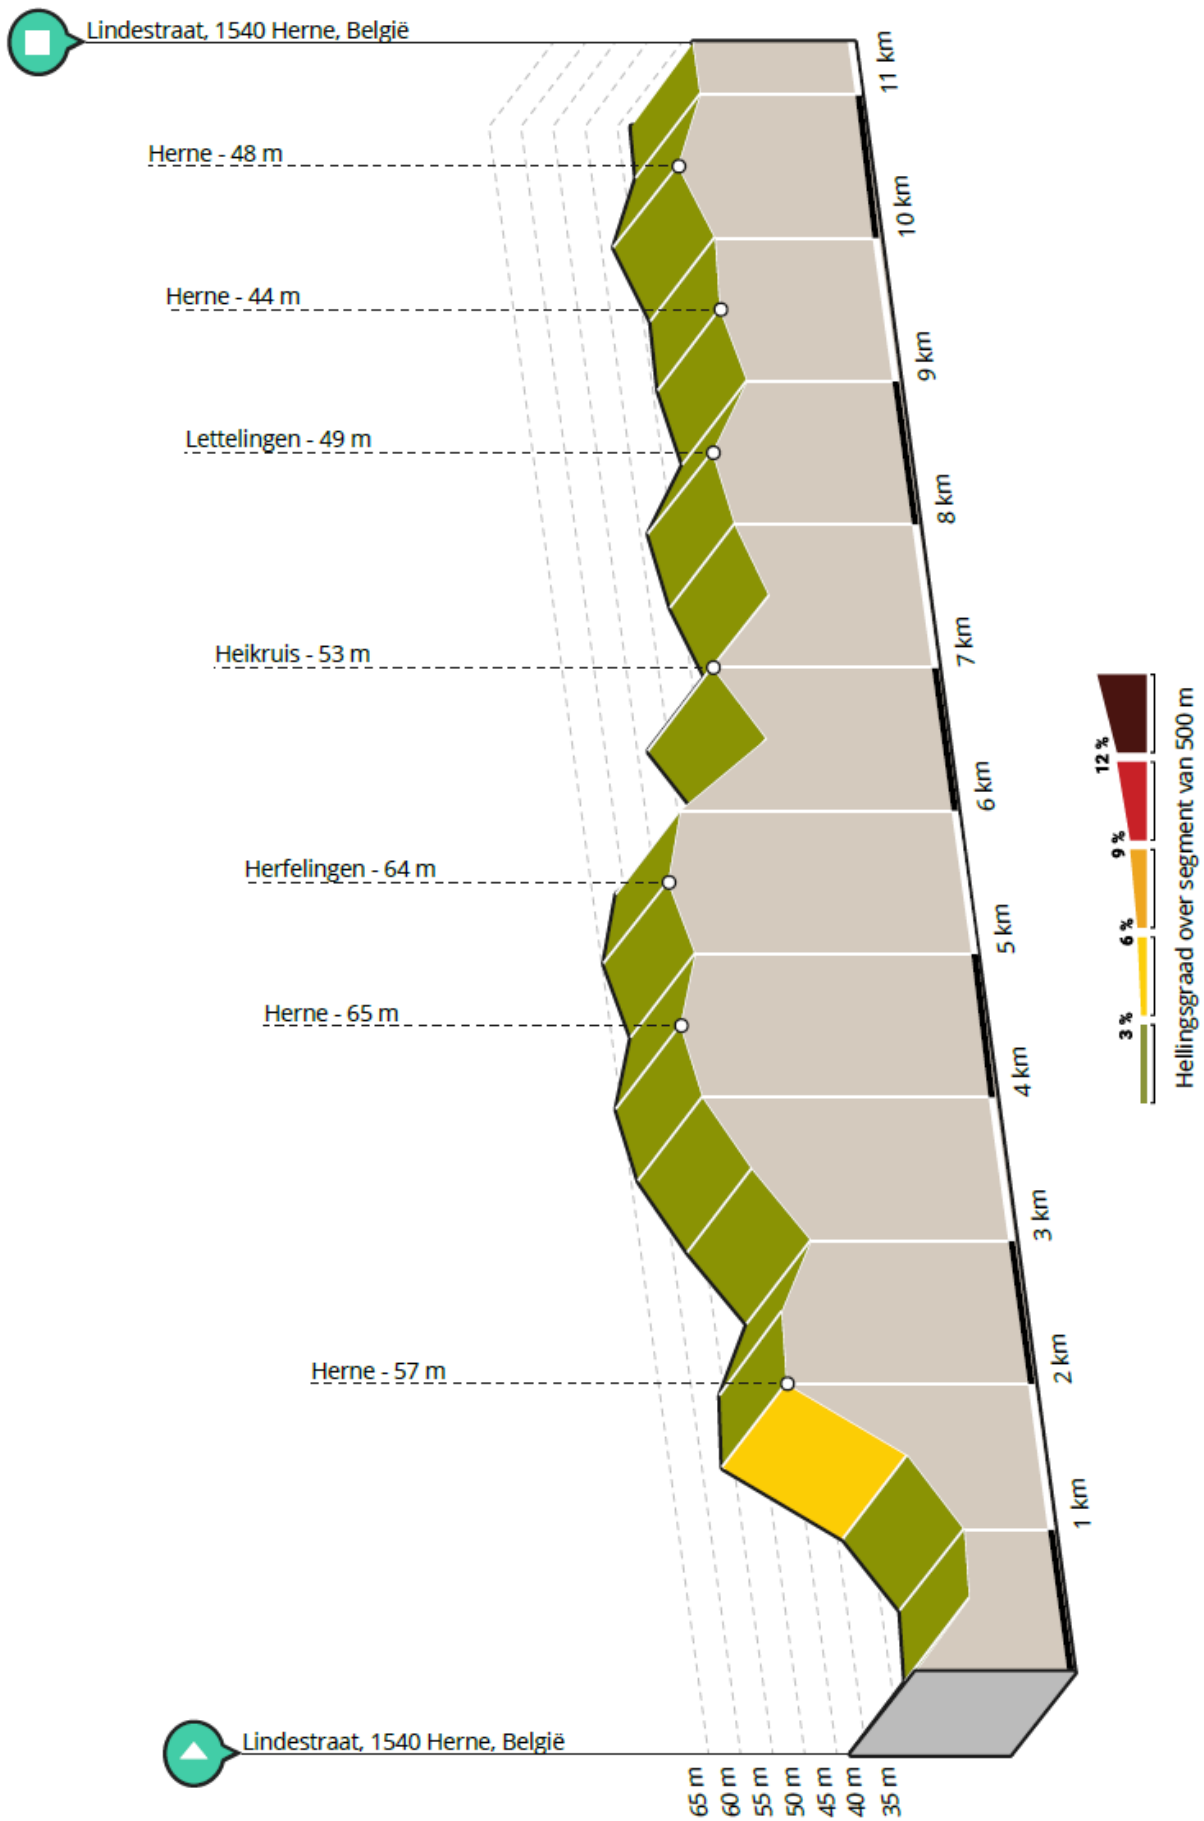 Lindestraat, 1540 Herne, België
Herne - 48 m
Herne - 44 m
Lettelingen - 49 m
Heikruis - 53 m
Herfelingen - 64 m
Herne - 65 m
Herne - 57 m
Lindestraat, 1540 Herne, België
65 m
60 m
55 m
50 m
45 m
40 m
35 m
1 km
2 km
3 km
4 km
5 km
6 km
7 km
8 km
9 km
10 km
11 km
3 %
6 %
9 %
12 %
Hellingsgraad over segment van 500 m